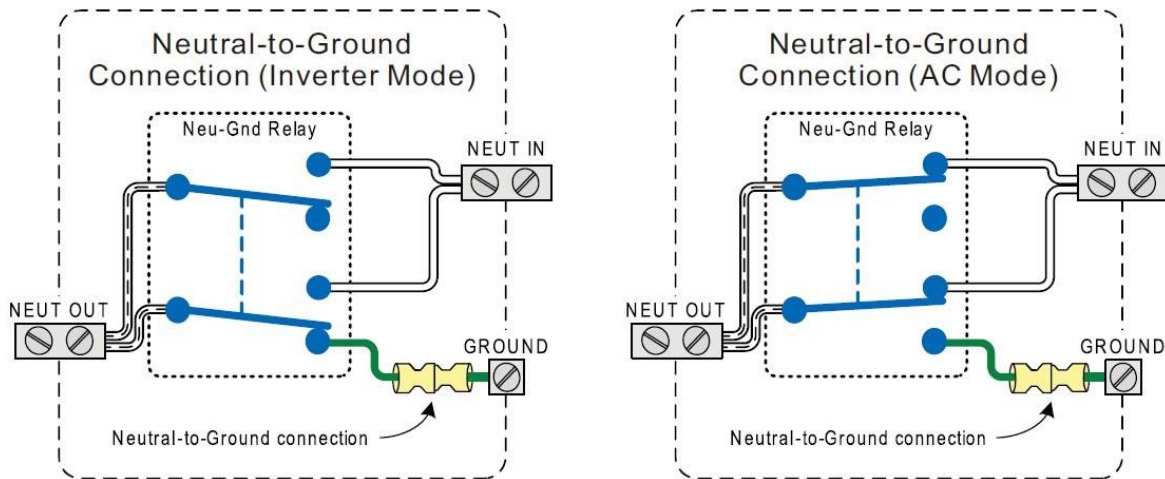 Neutral-to-Ground
Connection (Inverter Mode)
Neu-Gnd Relay
NEUT IN
NEUT OUT
GROUND
Neutral-to-Ground connection
Neutral-to-Ground
Connection (AC Mode)
Neu-Gnd Relay
NEUT IN
NEUT OUT
GROUND
Neutral-to-Ground connection